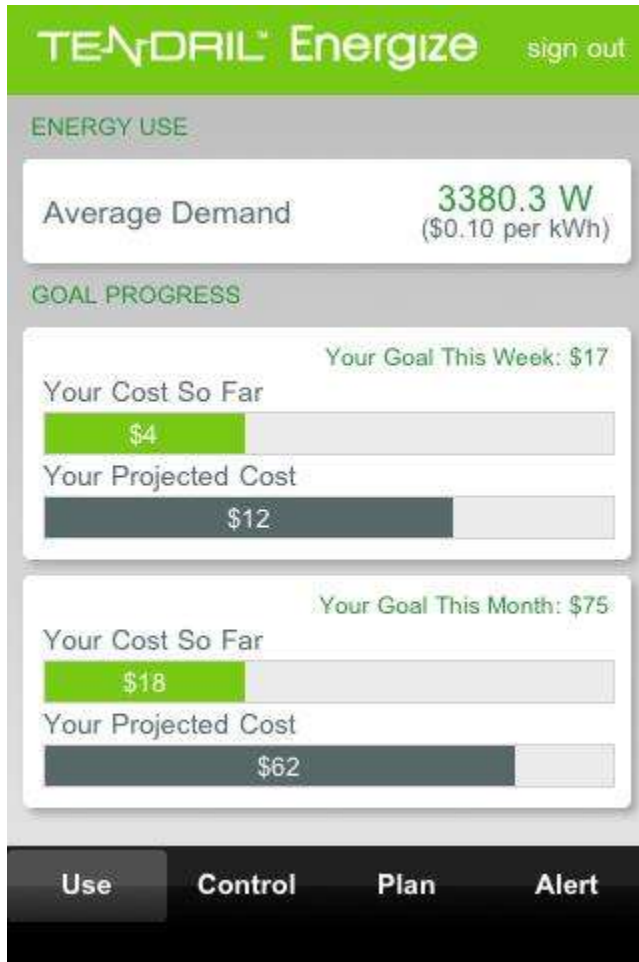 TENDRIL™ Energize sign out
ENERGY USE
Average Demand 3380.3 W
($0.10 per kWh)
GOAL PROGRESS
Your Goal This Week: $17
Your Cost So Far
$4
Your Projected Cost
$12
Your Goal This Month: $75
Your Cost So Far
$18
Your Projected Cost
$62
Use Control Plan Alert